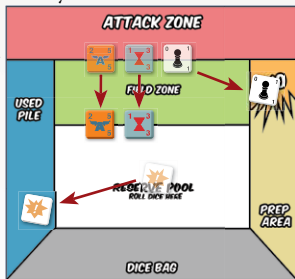 ATTACK ZONE
FIELD ZONE
USED
PILE
RESERVE POOL
ROLL DICE HERE
PREP
AREA
DICE BAG